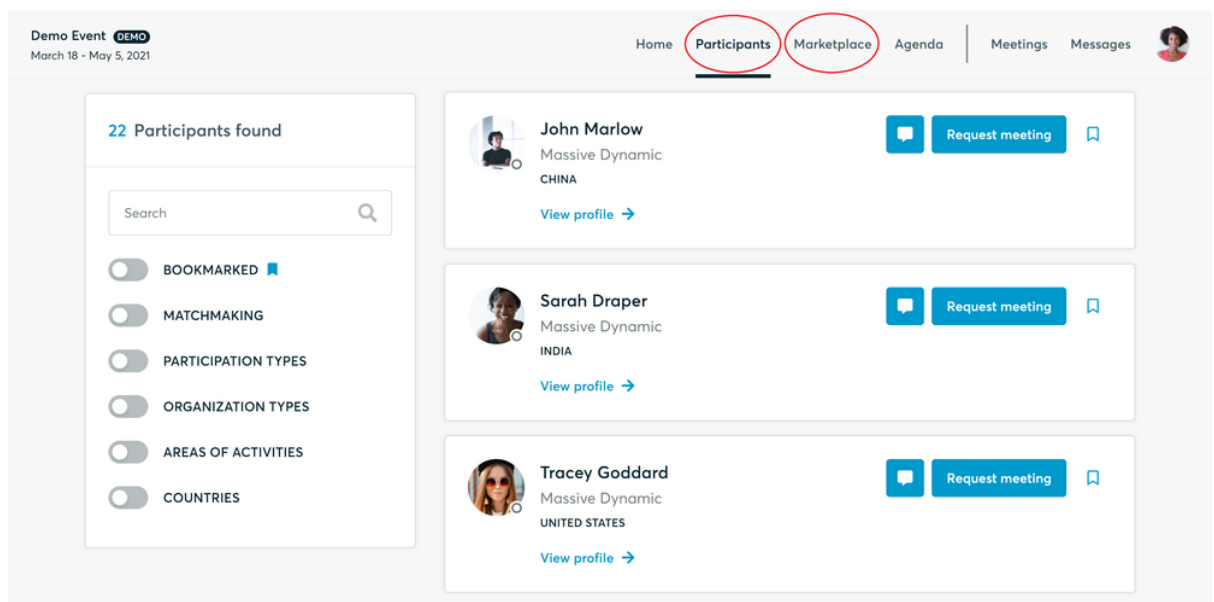 Demo Event DEMO
March 18 - May 5, 2021
Home Participants Marketplace Agenda Meetings Messages
22 Participants found
Search
BOOKMARKED
MATCHMAKING
PARTICIPATION TYPES
ORGANIZATION TYPES
AREAS OF ACTIVITIES
COUNTRIES
John Marlow
Massive Dynamic
CHINA
View profile →
Request meeting
Sarah Draper
Massive Dynamic
INDIA
View profile →
Request meeting
Tracey Goddard
Massive Dynamic
UNITED STATES
View profile →
Request meeting